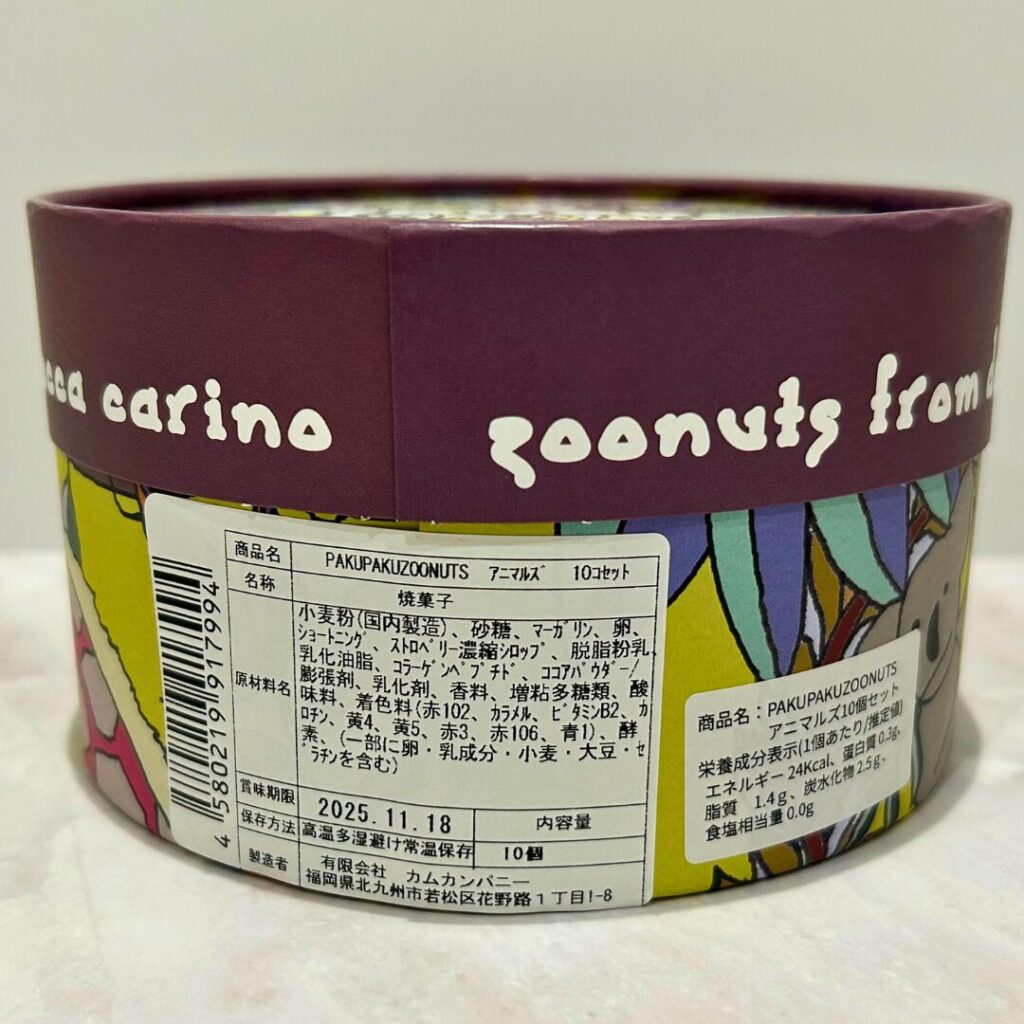 cca carino
zoonuts from
商品名 PAKUPAKUZOONUTS ｱﾆﾏﾙｽﾞ 10ｺｾｯﾄ
名称 焼菓子
原材料名
小麦粉(国内製造)、砂糖、ﾏｰｶﾞﾘﾝ、卵、
ｼｮｰﾄﾆﾝｸﾞ、ｽﾄﾛﾍﾞﾘｰ濃縮ｼﾛｯﾌﾟ、脱脂粉乳、
乳化油脂、ｺﾗｰｹﾞﾝﾍﾟﾌﾟﾁﾄﾞ、ｺｺｱﾊﾟｳﾀﾞｰ/
膨張剤、乳化剤、香料、増粘多糖類、酸
味料、着色料(赤102、ｶﾗﾒﾙ、ﾋﾞﾀﾐﾝB2、ｶ
ﾛﾁﾝ、黄4、黄5、赤3、赤106、青1)、酵
素、(一部に卵・乳成分・小麦・大豆・ｾﾞ
ﾗﾁﾝを含む)
賞味期限 2025.11.18 内容量
保存方法 高温多湿避け常温保存 10個
製造者 有限会社 カムカンパニー
福岡県北九州市若松区花野路1丁目1-8
4580219917994
商品名：PAKUPAKUZOONUTS
アニマルズ10個セット
栄養成分表示(1個あたり/推定値)
エネルギー 24Kcal、蛋白質 0.3g、
脂質 1.4g、炭水化物 2.5g、
食塩相当量 0.0g